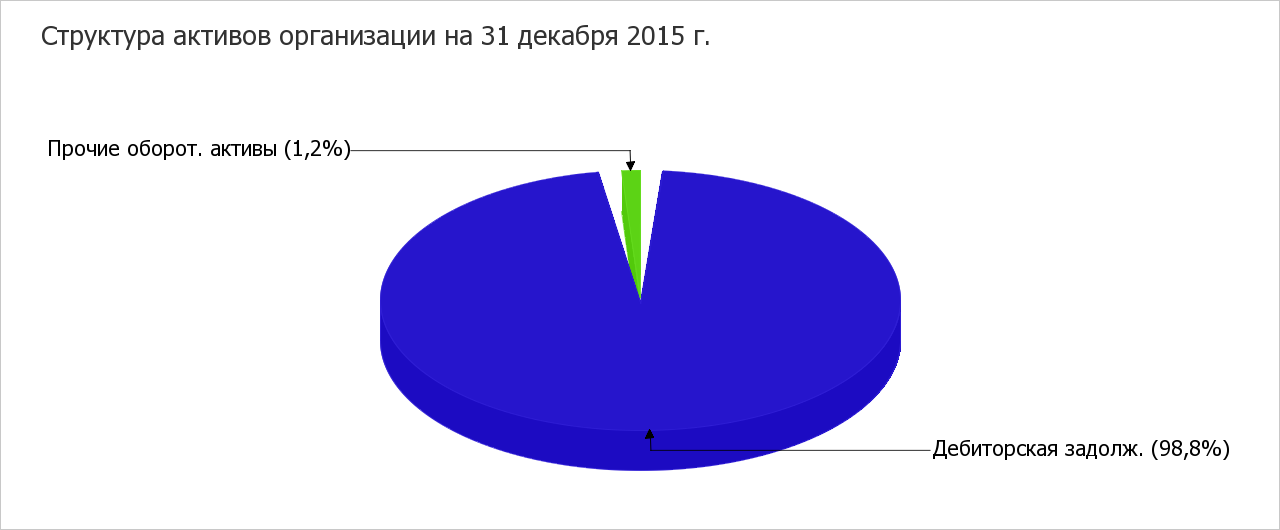 Структура активов организации на 31 декабря 2015 г.
Прочие оборот. активы (1,2%)
Дебиторская задолж. (98,8%)